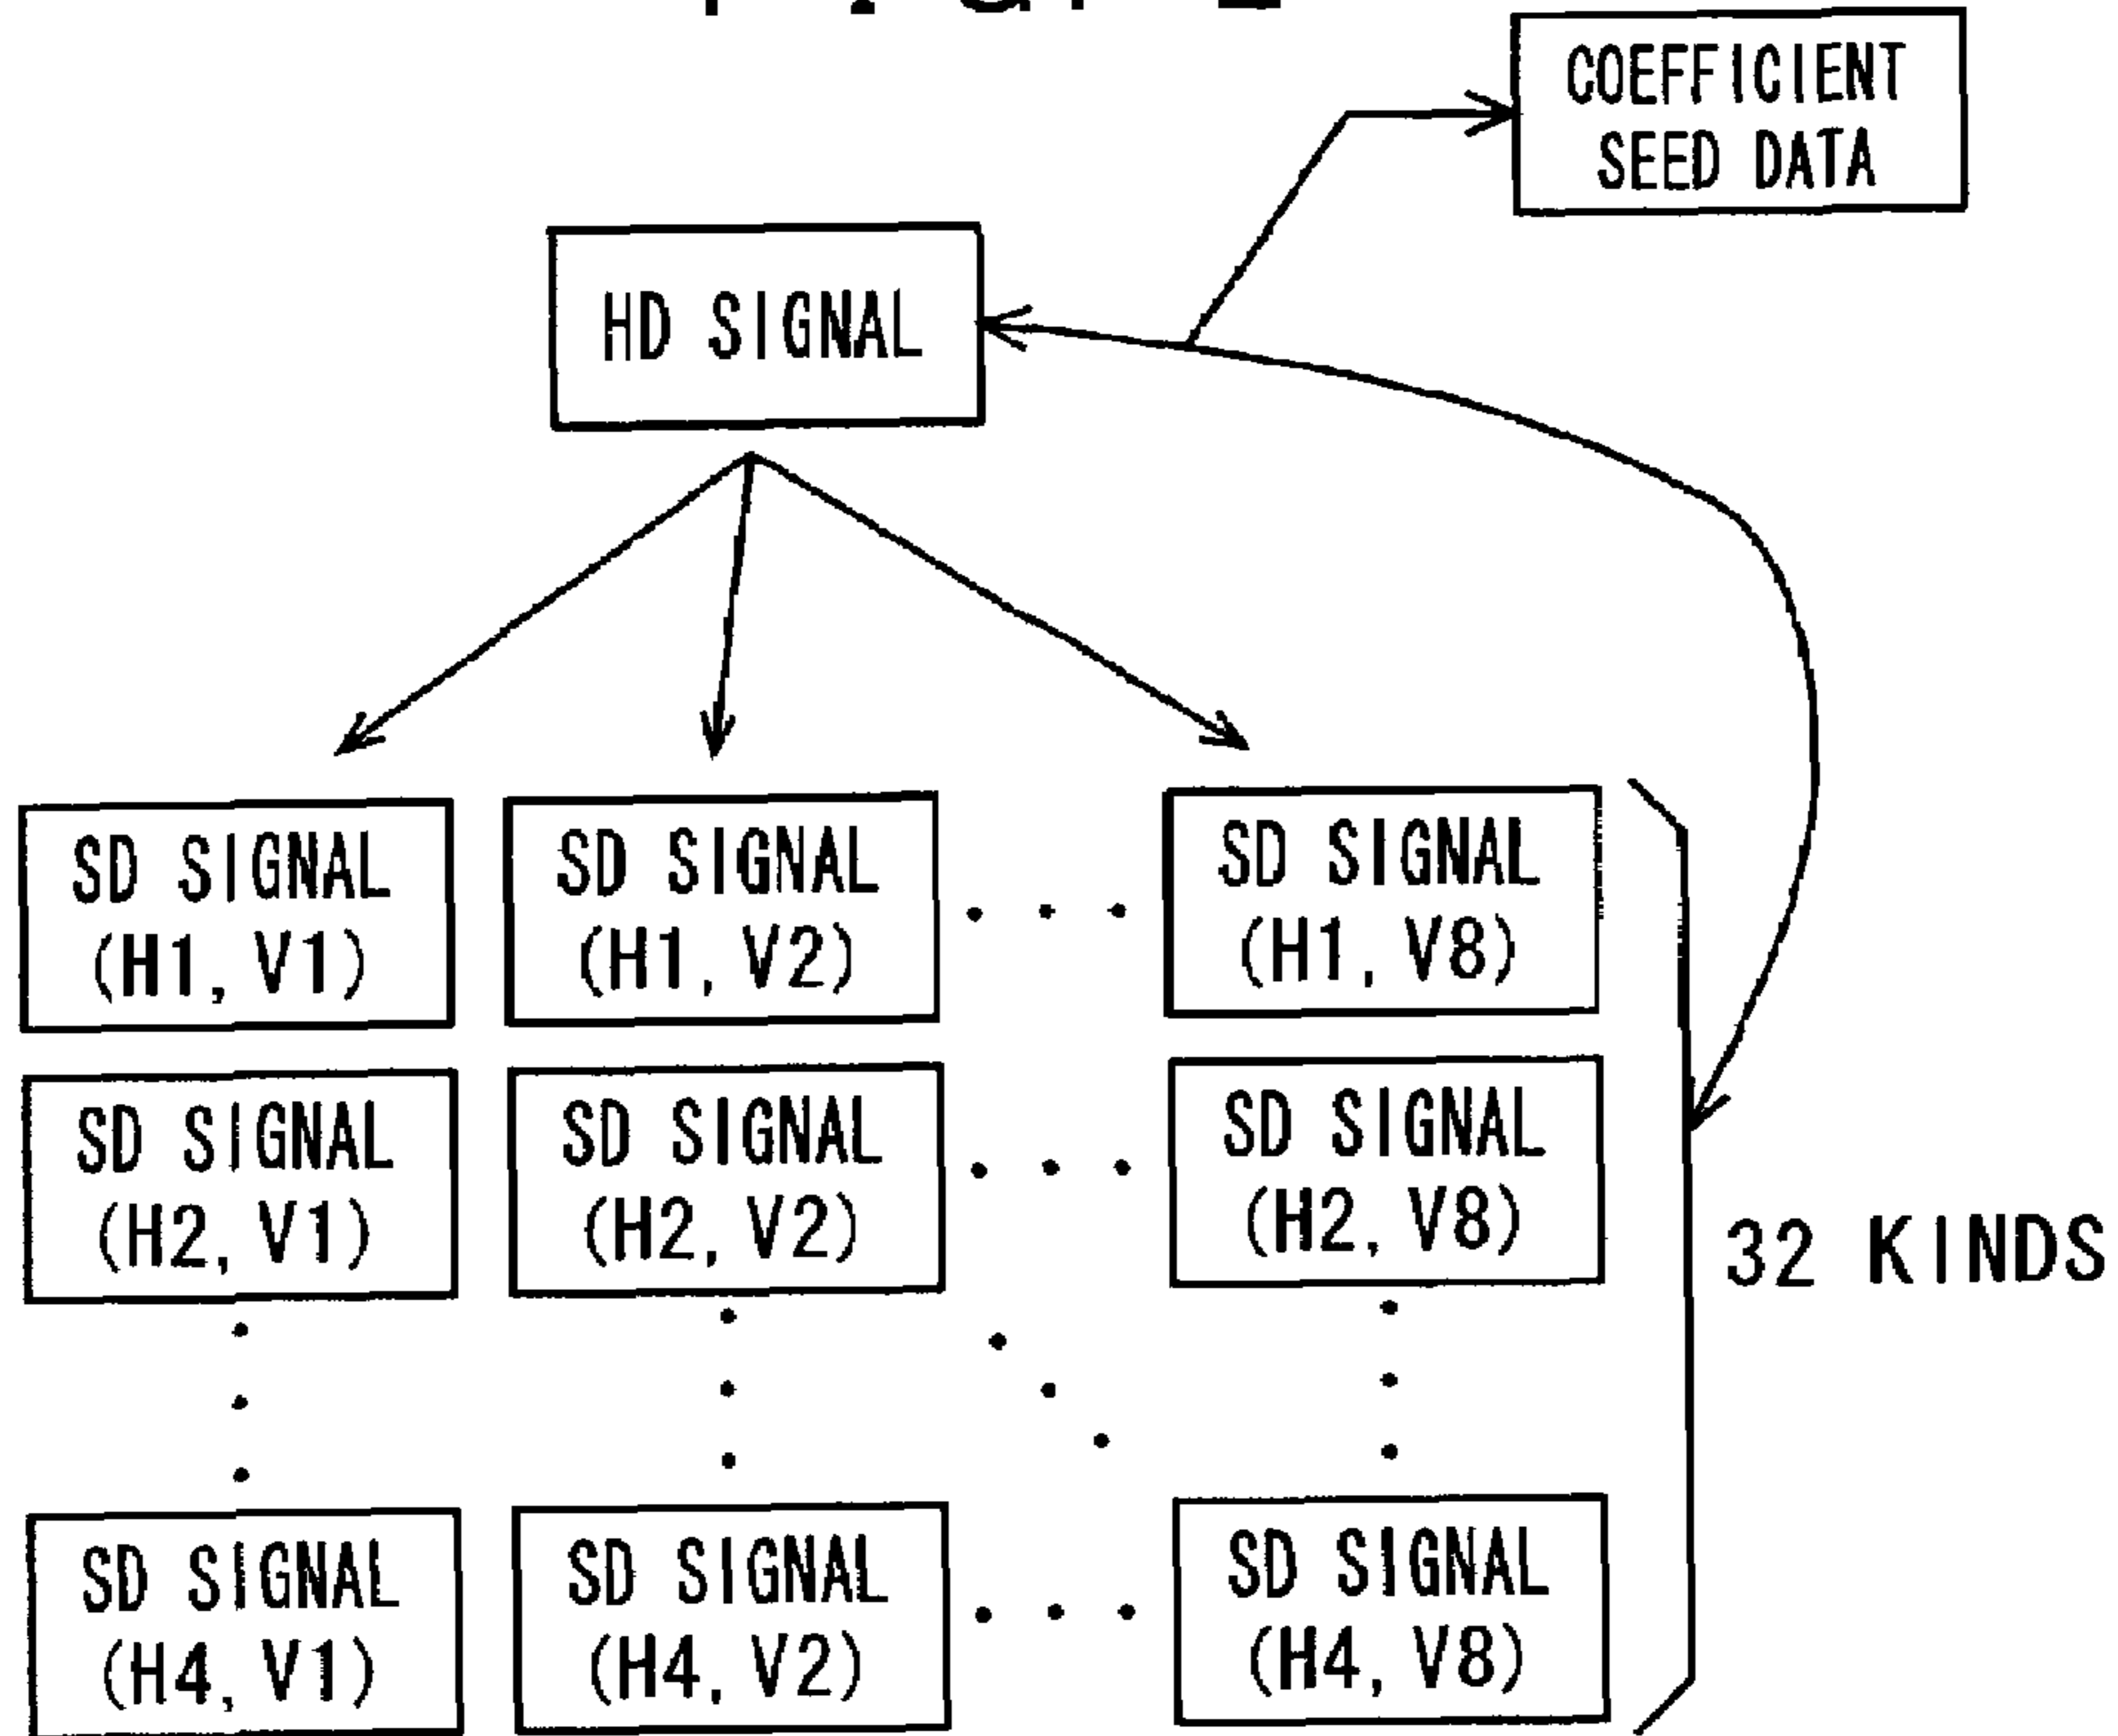 COEFFICIENT
SEED DATA
HD SIGNAL
SD SIGNAL
(H1, V1)
SD SIGNAL
(H1, V2)
SD SIGNAL
(H1, V8)
SD SIGNAL
(H2, V1)
SD SIGNAL
(H2, V2)
SD SIGNAL
(H2, V8)
32 KINDS
SD SIGNAL
(H4, V1)
SD SIGNAL
(H4, V2)
SD SIGNAL
(H4, V8)